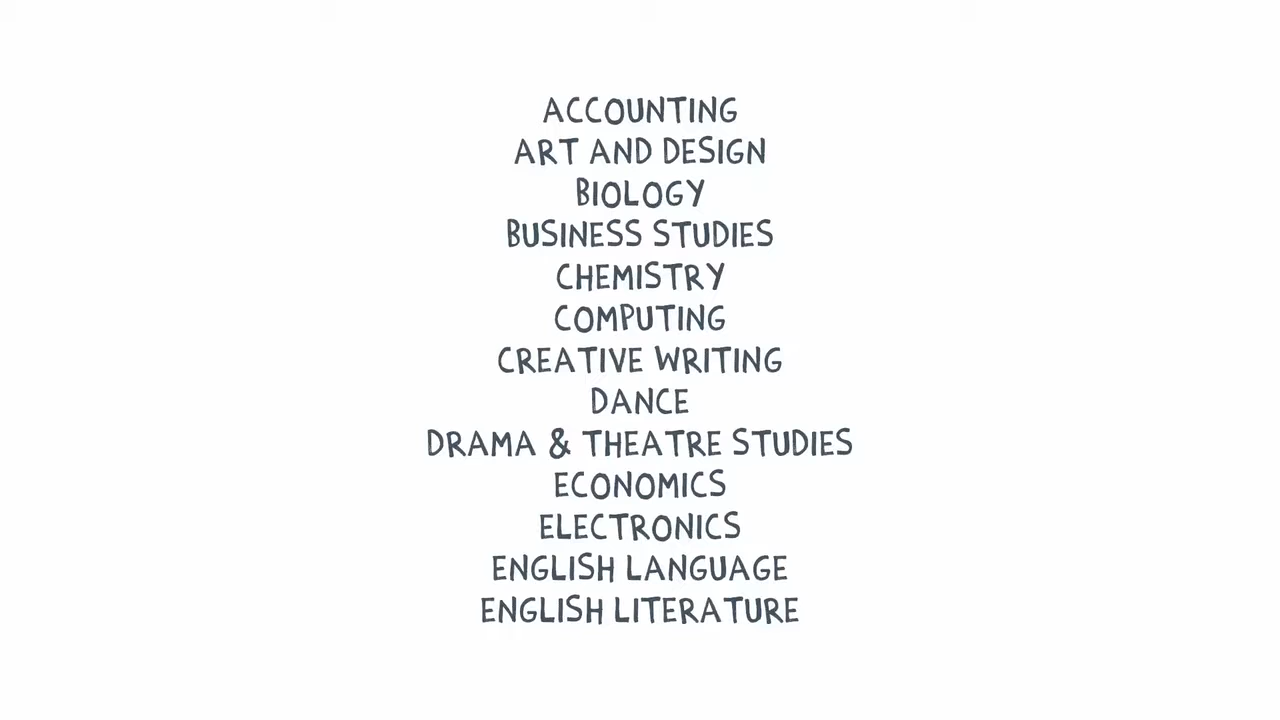 ACCOUNTING
ART AND DESIGN
BIOLOGY
BUSINESS STUDIES
CHEMISTRY
COMPUTING
CREATIVE WRITING
DANCE
DRAMA & THEATRE STUDIES
ECONOMICS
ELECTRONICS
ENGLISH LANGUAGE
ENGLISH LITERATURE